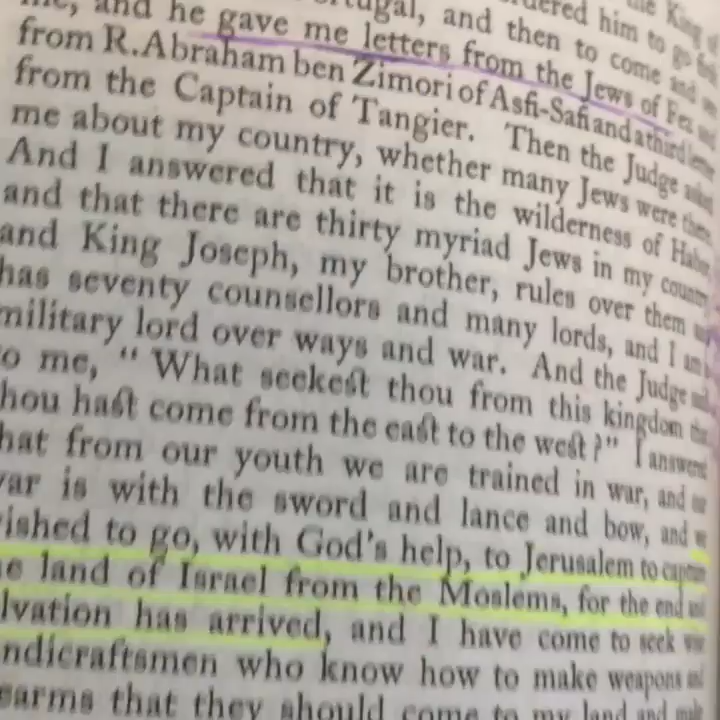 and he gave me letters from the Jews of Fez and
from R.Abraham ben Zimori of Asfi-Safi and a third letter
from the Captain of Tangier. Then the Judge asked
me about my country, whether many Jews were there
And I answered that it is the wilderness of
and that there are thirty myriad Jews in my country
and King Joseph, my brother, rules over them
has seventy counsellors and many lords, and I am
military lord over ways and war. And the Judge
to me, "What seekest thou from this kingdom
thou hast come from the east to the west?" I answered
that from our youth we are trained in war, and our
war is with the sword and lance and bow, and we
wished to go, with God's help, to Jerusalem to capture
the land of Israel from the Moslems, for the end and
salvation has arrived, and I have come to seek
handicraftsmen who know how to make weapons
that they should come to my land and